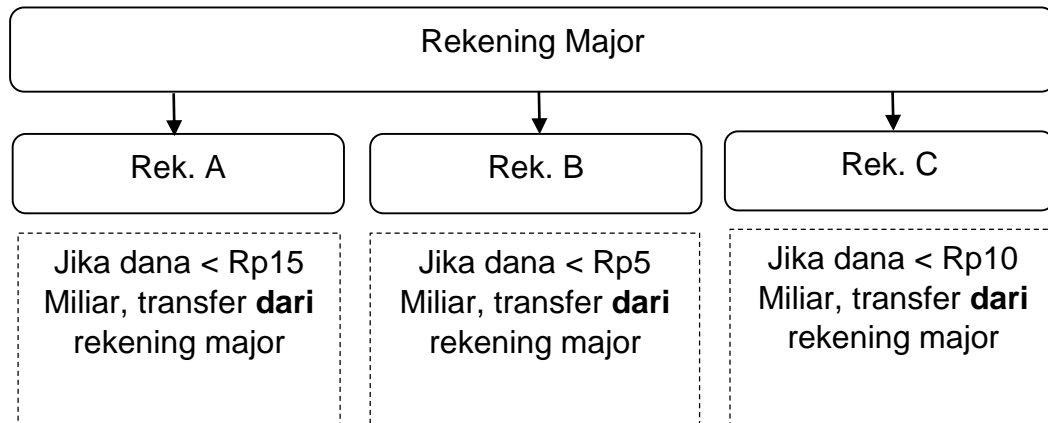 Rekening Major
Rek. A
Rek. B
Rek. C
Jika dana < Rp15
Miliar, transfer dari
rekening major
Jika dana < Rp5
Miliar, transfer dari
rekening major
Jika dana < Rp10
Miliar, transfer dari
rekening major